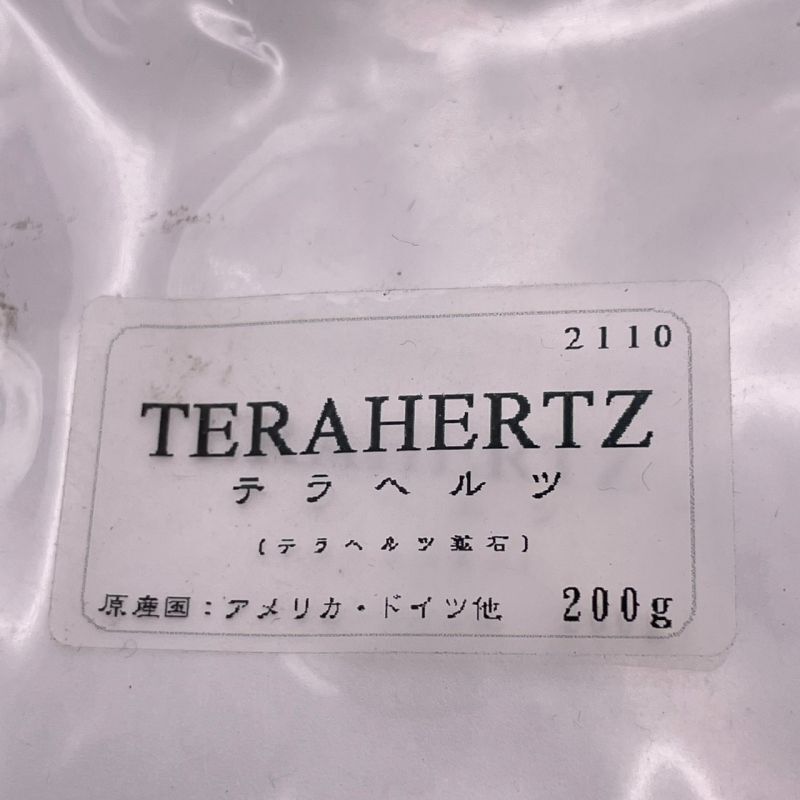 2110
TERAHERTZ
テラヘルツ
(テラヘルツ鉱石)
原産国:アメリカ・ドイツ他 200g